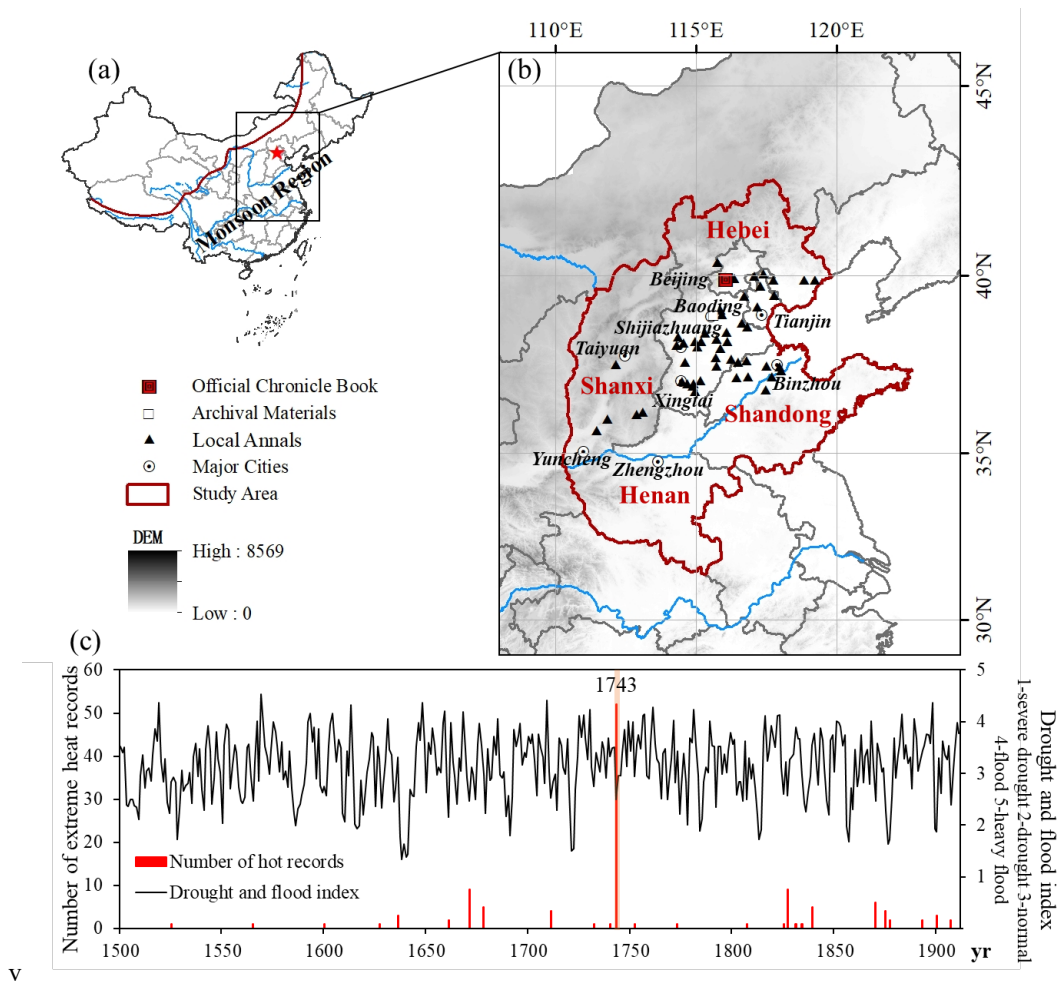 110°
115°
120°
(a)
(b)
45°N
40°N
35°N
30°N
Monsoon Region
Hebei
Beijing
Baoding
Tianjin
Shijiazhuang
Taiyuan
Shanxi
Binzhou
Xingtai
Shandong
Yuncheng
Zhengzhou
Henan
Official Chronicle Book
Archival Materials
Local Annals
Major Cities
Study Area
DEM
High : 8569
Low : 0
(c)
1743
Number of extreme heat records
60
50
40
30
20
10
0
5
4
3
2
1
Number of hot records
Drought and flood index
1500
1550
1600
1650
1700
1750
1800
1850
1900
yr
Drought and flood index
1-severe drought 2-drought 3-normal
4-flood 5-heavy flood
v